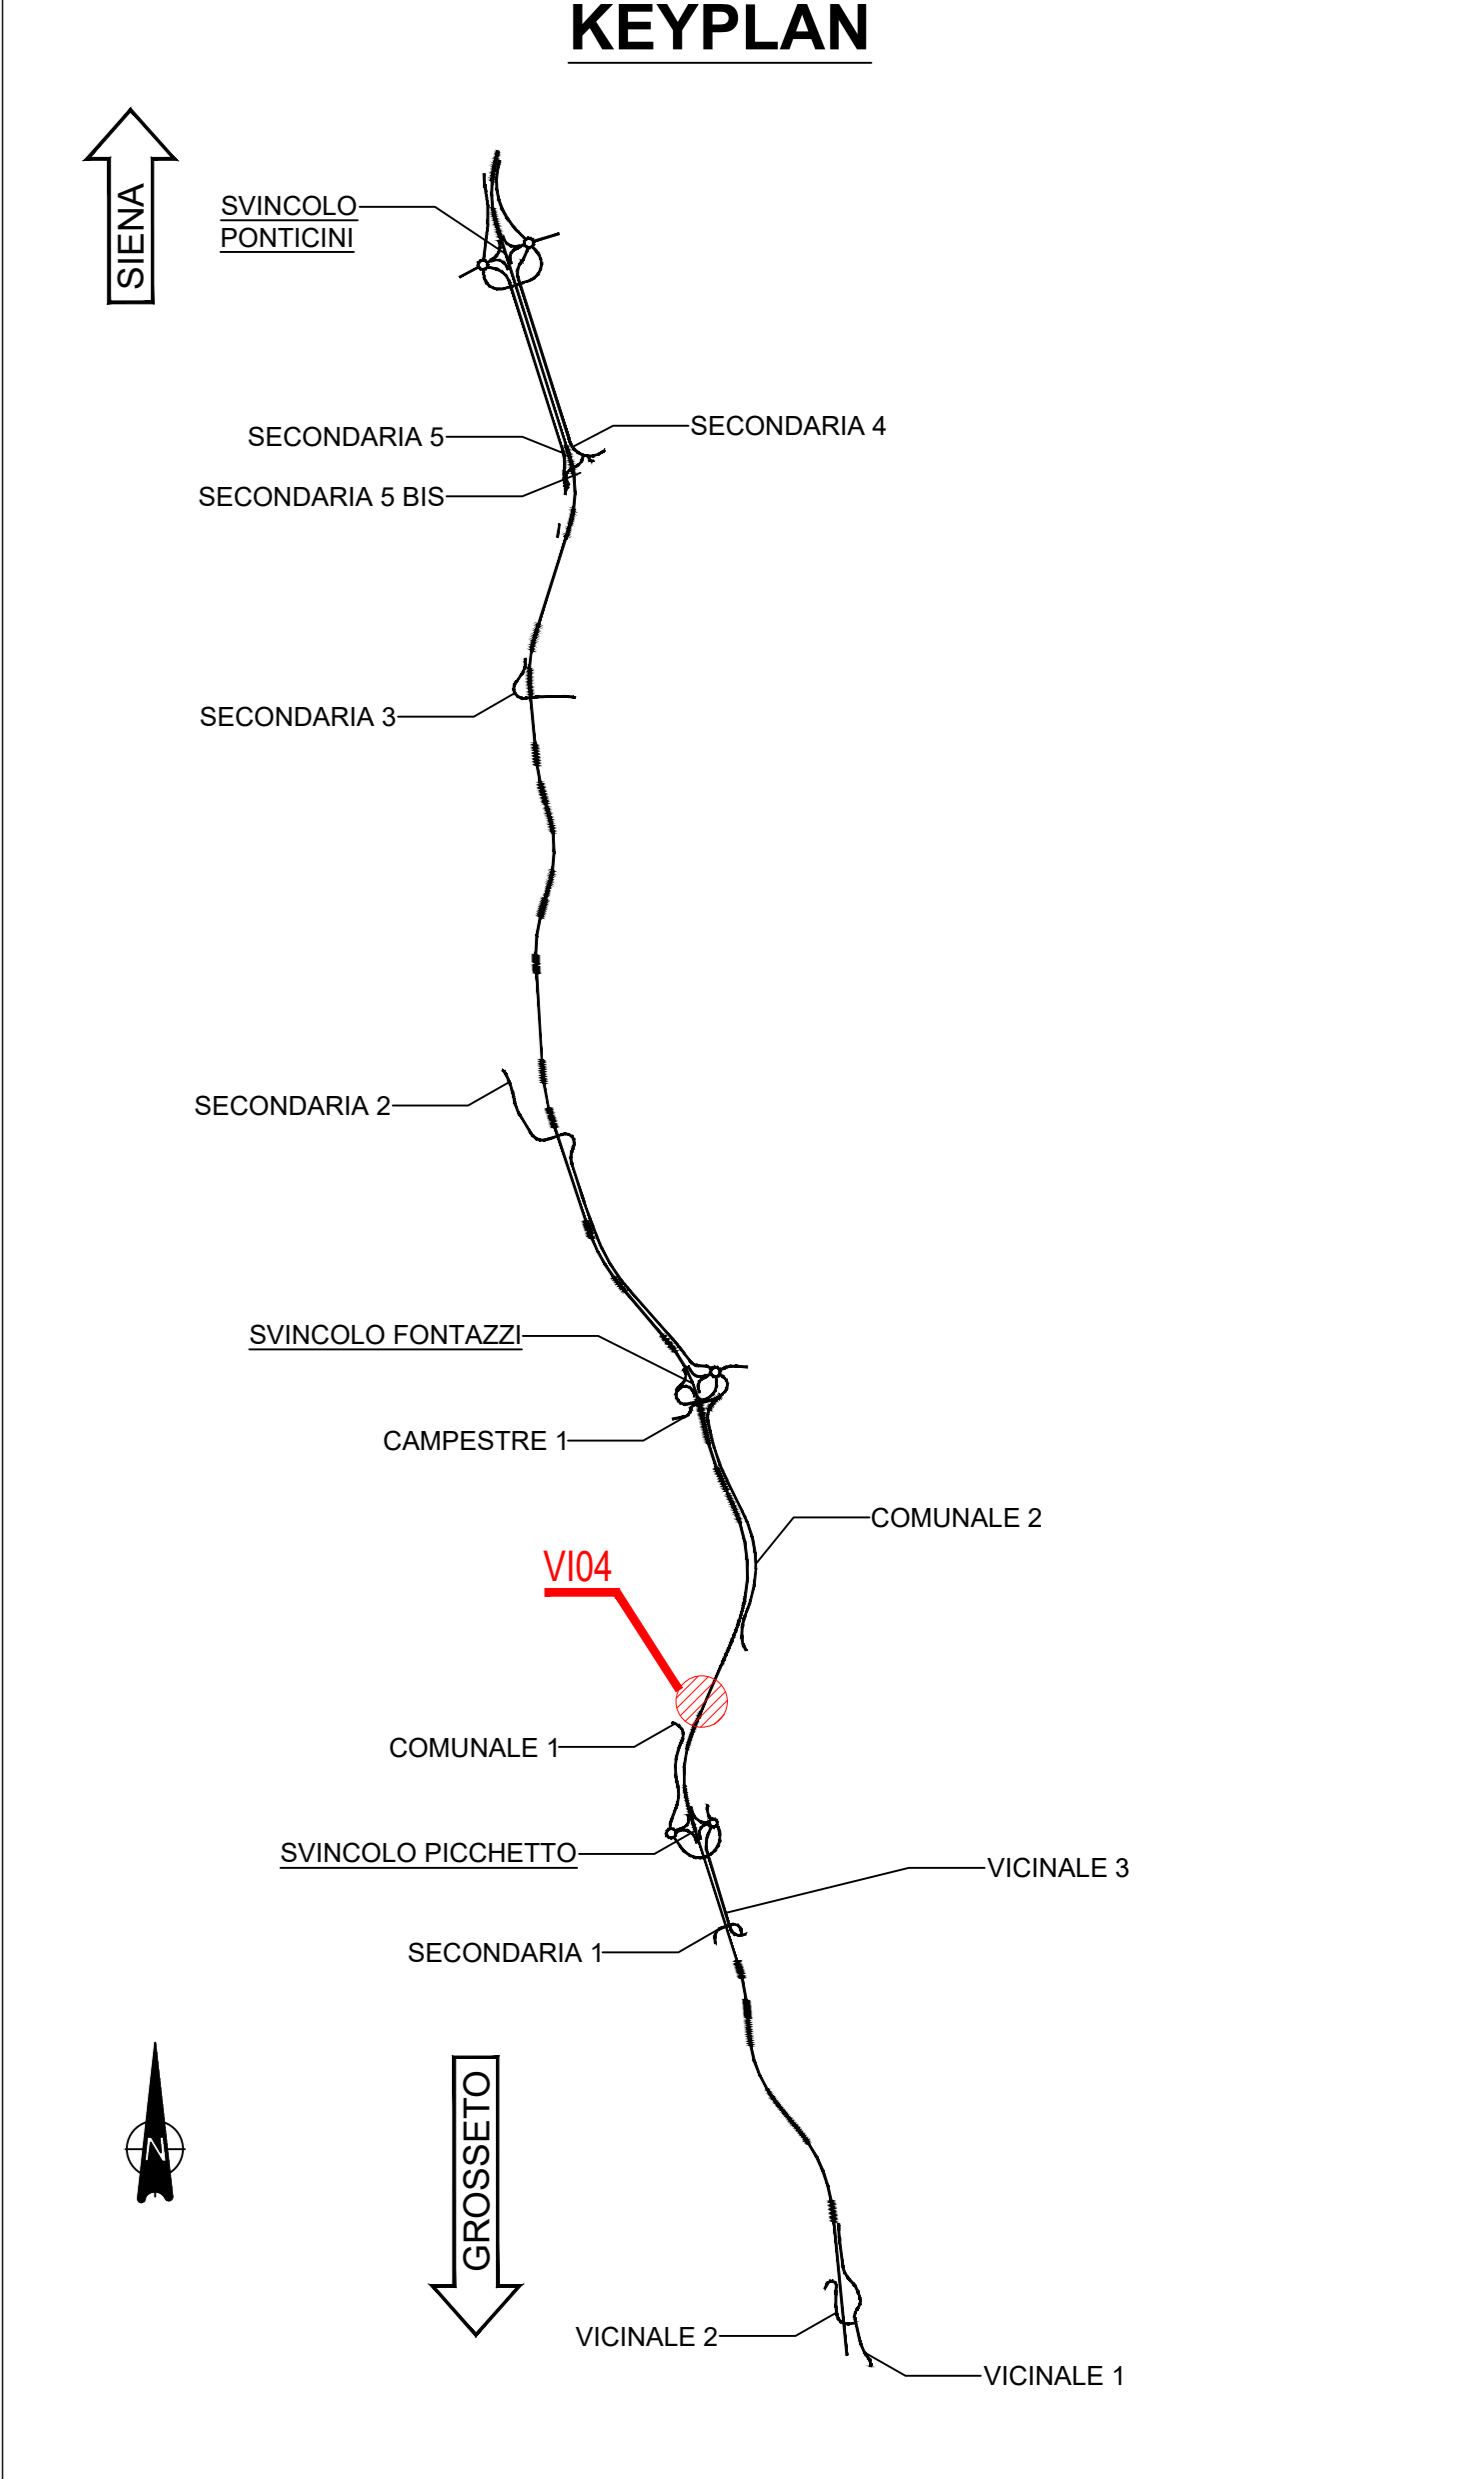 KEYPLAN
SIENA
SVINCOLO
PONTICINI
SECONDARIA 4
SECONDARIA 5
SECONDARIA 5 BIS
SECONDARIA 3
SECONDARIA 2
SVINCOLO FONTAZZI
CAMPESTRE 1
COMUNALE 2
VI04
COMUNALE 1
SVINCOLO PICCHETTO
VICINALE 3
SECONDARIA 1
N
GROSSETO
VICINALE 2
VICINALE 1